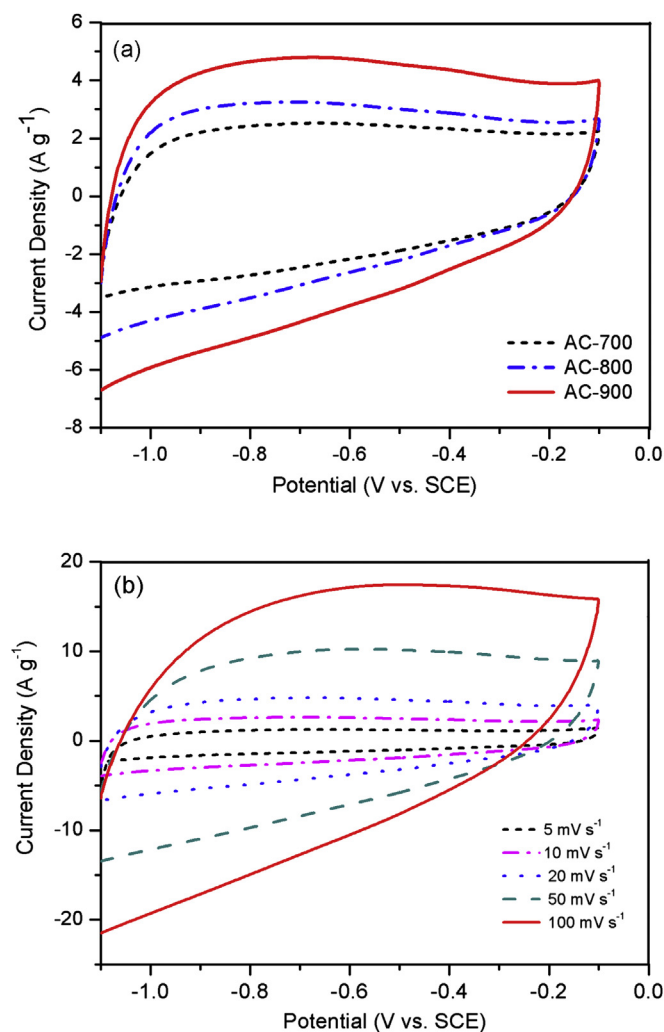 (a)
6
4
2
0
-2
-4
-6
-8
Current Density (A g⁻¹)
AC-700
AC-800
AC-900
-1.0 -0.8 -0.6 -0.4 -0.2 0.0
Potential (V vs. SCE)
(b)
20
10
0
-10
-20
Current Density (A g⁻¹)
5 mV s⁻¹
10 mV s⁻¹
20 mV s⁻¹
50 mV s⁻¹
100 mV s⁻¹
-1.0 -0.8 -0.6 -0.4 -0.2 0.0
Potential (V vs. SCE)